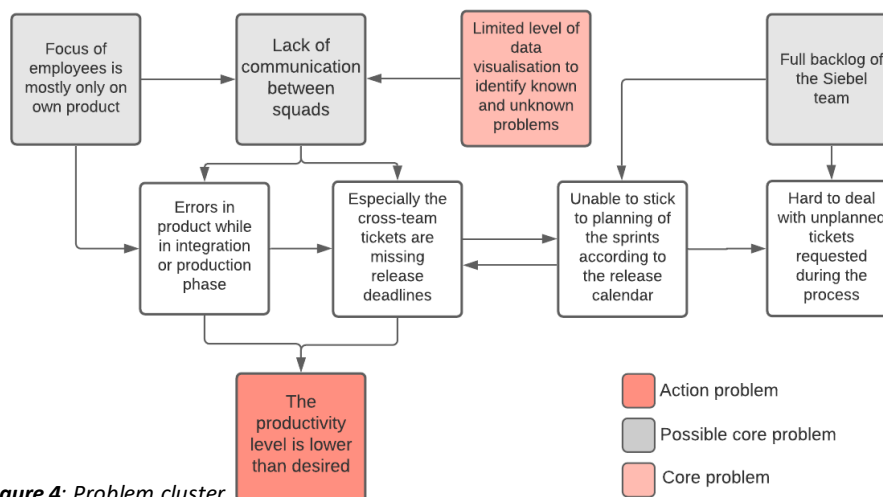 Focus of
employees is
mostly only on
own product
Lack of
communication
between
squads
Limited level of
data
visualisation to
identify known
and unknown
problems
Full backlog of
the Siebel
team
Errors in
product while
in integration
or production
phase
Especially the
cross-team
tickets are
missing
release
deadlines
Unable to stick
to planning of
the sprints
according to
the release
calendar
Hard to deal
with unplanned
tickets
requested
during the
process
The
productivity
level is lower
than desired
Action problem
Possible core problem
Core problem
gure 4: Problem cluster